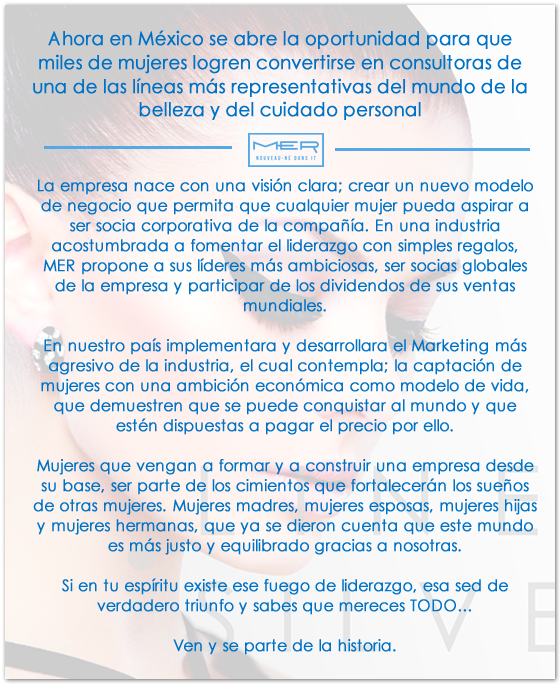 Ahora en México se abre la oportunidad para que
miles de mujeres logren convertirse en consultoras de
una de las líneas más representativas del mundo de la
belleza y del cuidado personal
MER
NOUVEAU-NÉ DANS IT
La empresa nace con una visión clara; crear un nuevo modelo
de negocio que permita que cualquier mujer pueda aspirar a
ser socia corporativa de la compañía. En una industria
acostumbrada a fomentar el liderazgo con simples regalos,
MER propone a sus líderes más ambiciosas, ser socias globales
de la empresa y participar de los dividendos de sus ventas
mundiales.
En nuestro país implementara y desarrollara el Marketing más
agresivo de la industria, el cual contempla; la captación de
mujeres con una ambición económica como modelo de vida,
que demuestren que se puede conquistar al mundo y que
estén dispuestas a pagar el precio por ello.
Mujeres que vengan a formar y a construir una empresa desde
su base, ser parte de los cimientos que fortalecerán los sueños
de otras mujeres. Mujeres madres, mujeres esposas, mujeres hijas
y mujeres hermanas, que ya se dieron cuenta que este mundo
es más justo y equilibrado gracias a nosotras.
Si en tu espíritu existe ese fuego de liderazgo, esa sed de
verdadero triunfo y sabes que mereces TODO...
Ven y se parte de la historia.